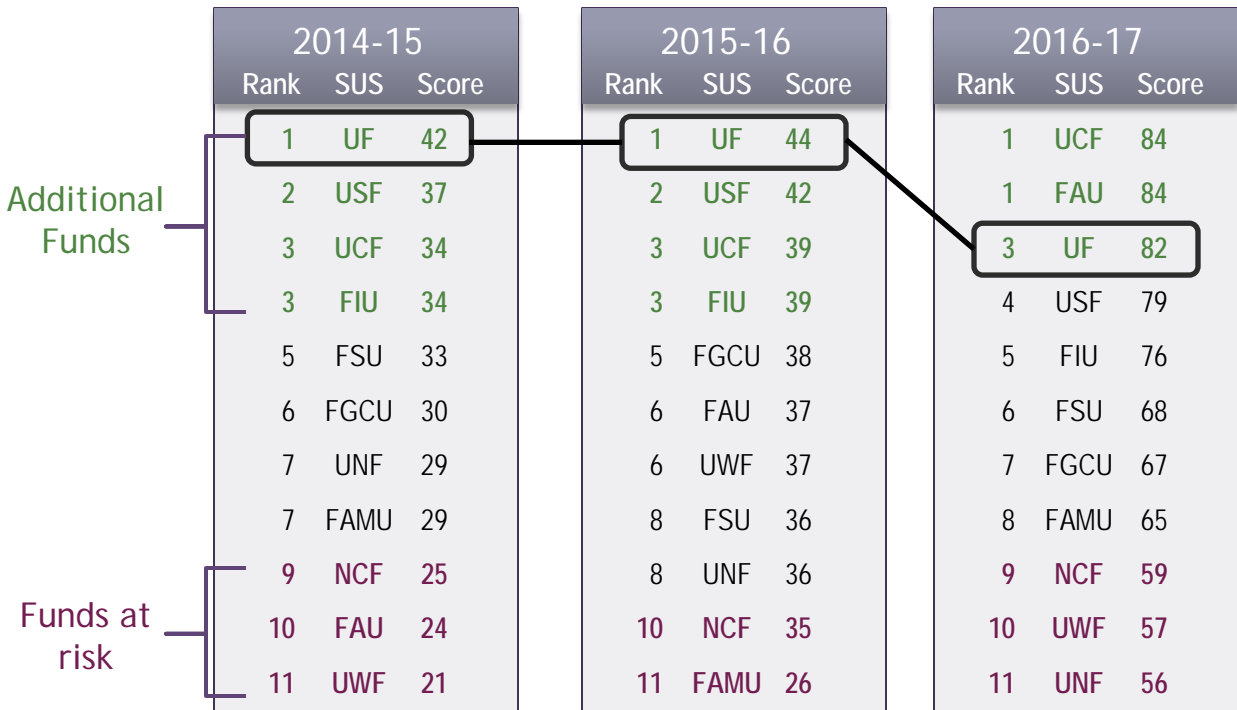 2014-15 2015-16 2016-17
Rank SUS Score Rank SUS Score Rank SUS Score
1 UF 42 1 UF 44 1 UCF 84
2 USF 37 2 USF 42 1 FAU 84
Additional
Funds
3 UCF 34 3 UCF 39 3 UF 82
3 FIU 34 3 FIU 39 4 USF 79
5 FSU 33 5 FGCU 38 5 FIU 76
6 FGCU 30 6 FAU 37 6 FSU 68
7 UNF 29 6 UWF 37 7 FGCU 67
7 FAMU 29 8 FSU 36 8 FAMU 65
9 NCF 25 8 UNF 36 9 NCF 59
Funds at
risk
10 FAU 24 10 NCF 35 10 UWF 57
11 UWF 21 11 FAMU 26 11 UNF 56